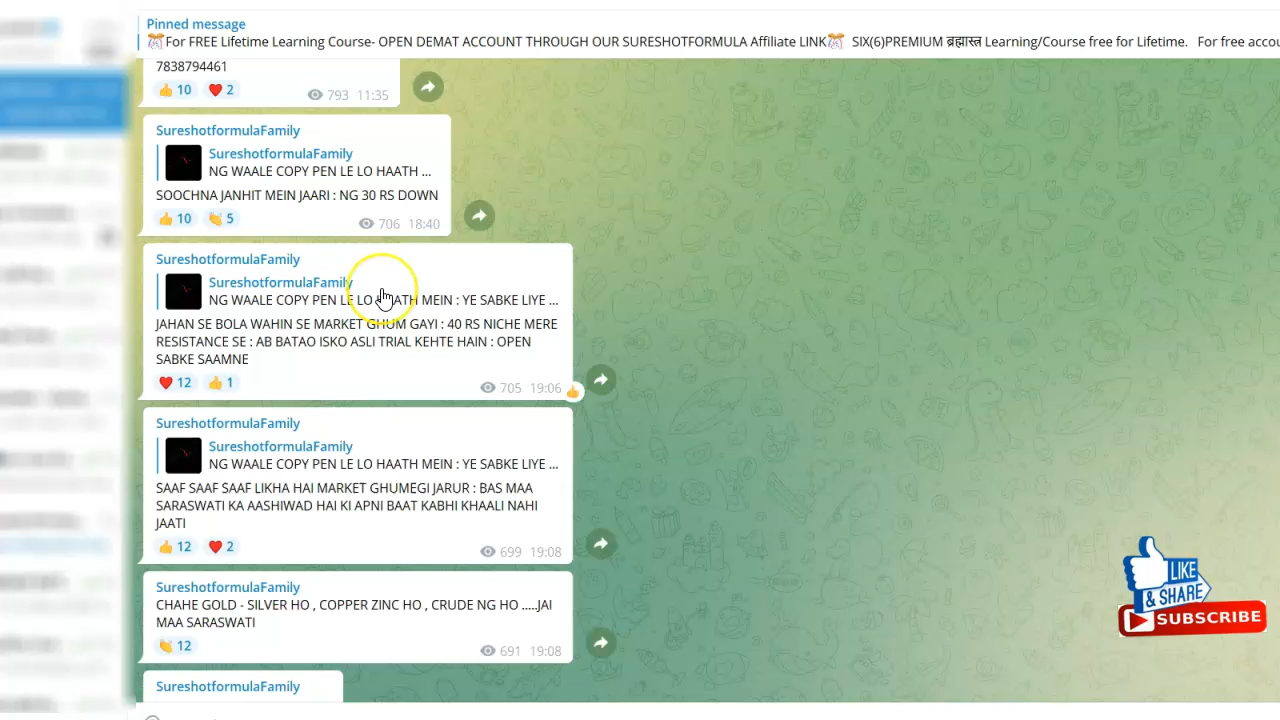 Pinned message
For FREE Lifetime Learning Course- OPEN DEMAT ACCOUNT THROUGH OUR SURESHOTFORMULA Affiliate LINK SIX(6)PREMIUM ब्रह्मास्त्र Learning/Course free for Lifetime. For free accou
7838794461
10 2 793 11:35
SureshotformulaFamily
SureshotformulaFamily
NG WAALE COPY PEN LE LO HAATH ...
SOOCHNA JANHIT MEIN JAARI : NG 30 RS DOWN
10 5 706 18:40
SureshotformulaFamily
SureshotformulaFamily
NG WAALE COPY PEN LE LO HAATH MEIN : YE SABKE LIYE ...
JAHAN SE BOLA WAHIN SE MARKET GHUM GAYI : 40 RS NICHE MERE
RESISTANCE SE : AB BATAO ISKO ASLI TRIAL KEHTE HAIN : OPEN
SABKE SAAMNE
12 1 705 19:06
SureshotformulaFamily
SureshotformulaFamily
NG WAALE COPY PEN LE LO HAATH MEIN : YE SABKE LIYE ...
SAAF SAAF SAAF LIKHA HAI MARKET GHUMEGI JARUR : BAS MAA
SARASWATI KA AASHIWAD HAI KI APNI BAAT KABHI KHAALI NAHI
JAATI
12 2 699 19:08
SureshotformulaFamily
CHAHE GOLD - SILVER HO , COPPER ZINC HO , CRUDE NG HO .....JAI
MAA SARASWATI
12 691 19:08
SureshotformulaFamily
LIKE
& SHARE
SUBSCRIBE